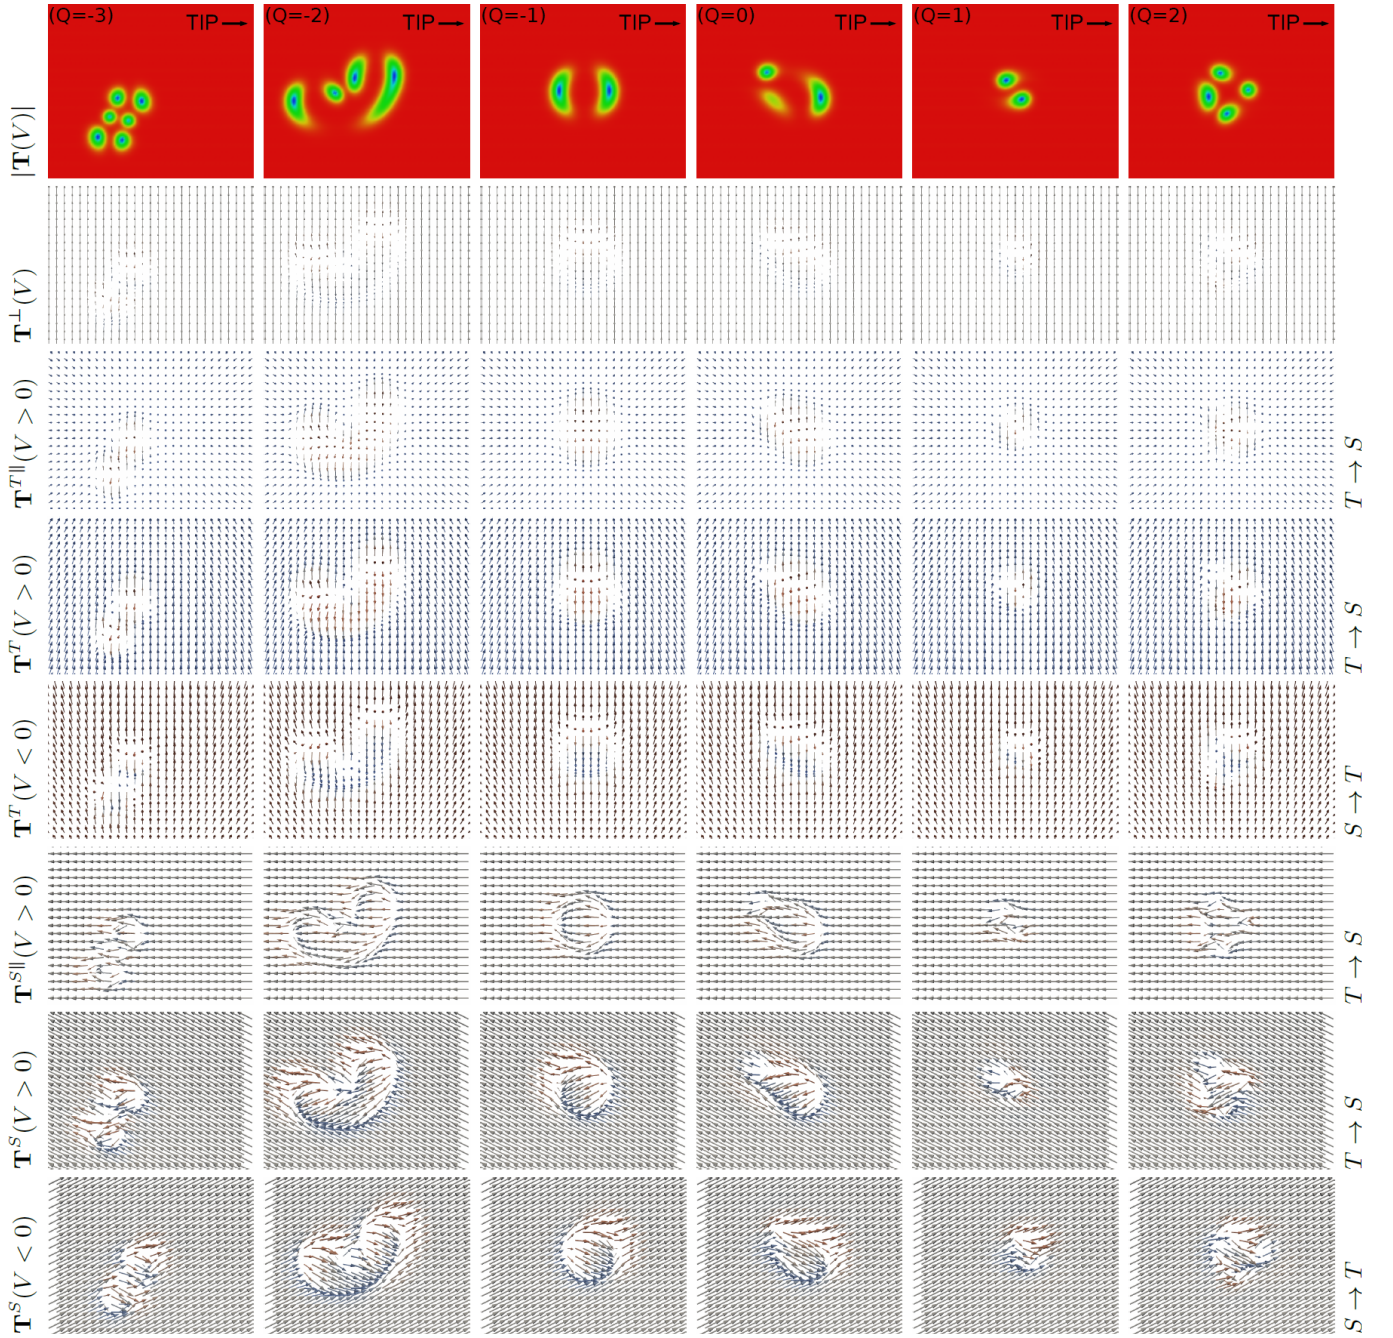 (Q=-3) TIP → (Q=-2) TIP → (Q=-1) TIP → (Q=0) TIP → (Q=1) TIP → (Q=2) TIP →
|𝐓(V)|
𝐓^⊥(V)
𝐓^{T∥}(V > 0) T → S
𝐓^T(V > 0) T → S
𝐓^T(V < 0) S → T
𝐓^{S∥}(V > 0) T → S
𝐓^S(V > 0) T → S
𝐓^S(V < 0) S → T